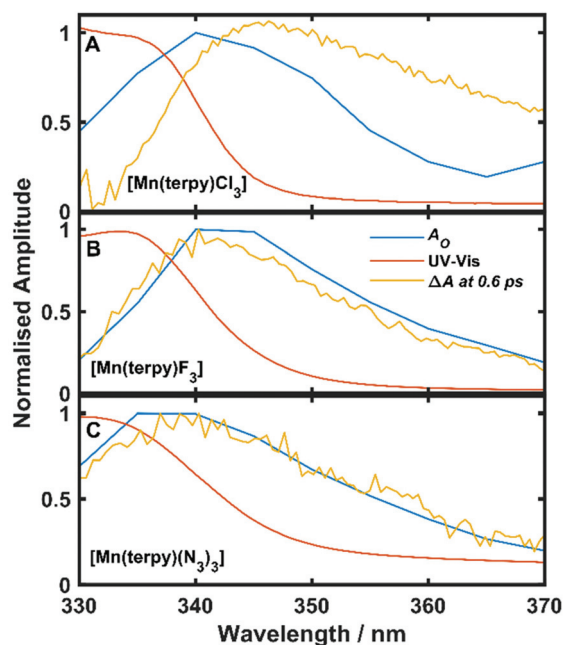 A
1
0.5
[Mn(terpy)Cl3]
0
B
1
A0
UV-Vis
ΔA at 0.6 ps
0.5
[Mn(terpy)F3]
0
C
1
0.5
[Mn(terpy)(N3)3]
0
330 340 350 360 370
Wavelength / nm
Normalised Amplitude